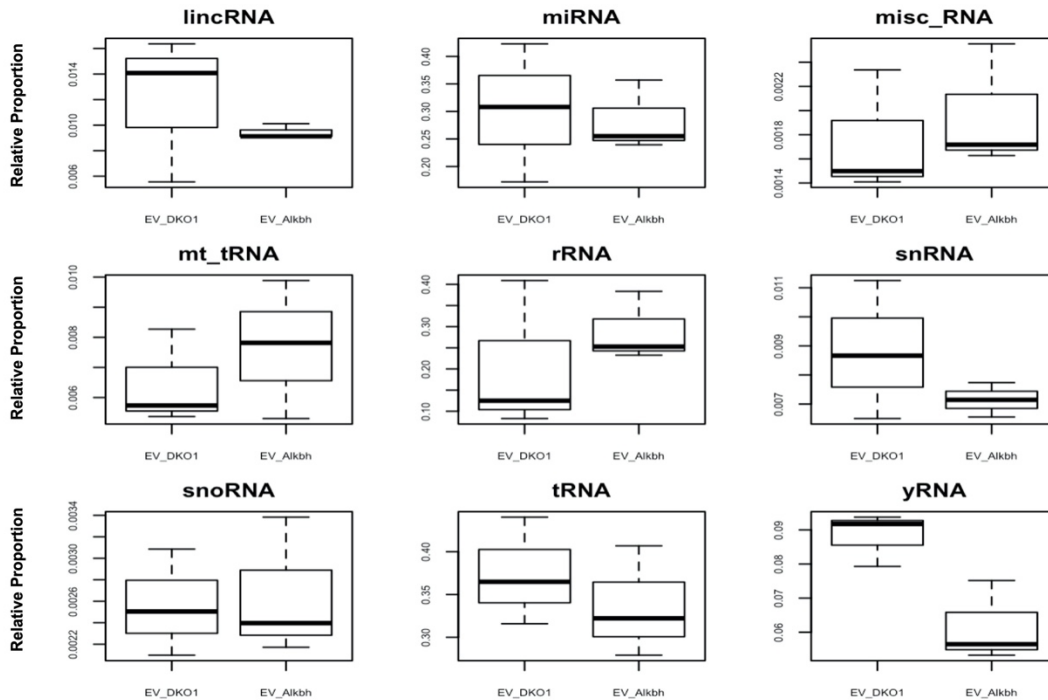 lincRNA miRNA misc_RNA
Relative Proportion
0.014
0.010
0.006
EV_DKO1 EV_Alkbh
0.40
0.35
0.30
0.25
0.20
EV_DKO1 EV_Alkbh
0.0022
0.0018
0.0014
EV_DKO1 EV_Alkbh
mt_tRNA rRNA snRNA
Relative Proportion
0.010
0.008
0.006
EV_DKO1 EV_Alkbh
0.40
0.30
0.20
0.10
EV_DKO1 EV_Alkbh
0.011
0.009
0.007
EV_DKO1 EV_Alkbh
snoRNA tRNA yRNA
Relative Proportion
0.0034
0.0030
0.0026
0.0022
EV_DKO1 EV_Alkbh
0.40
0.35
0.30
EV_DKO1 EV_Alkbh
0.09
0.08
0.07
0.06
EV_DKO1 EV_Alkbh